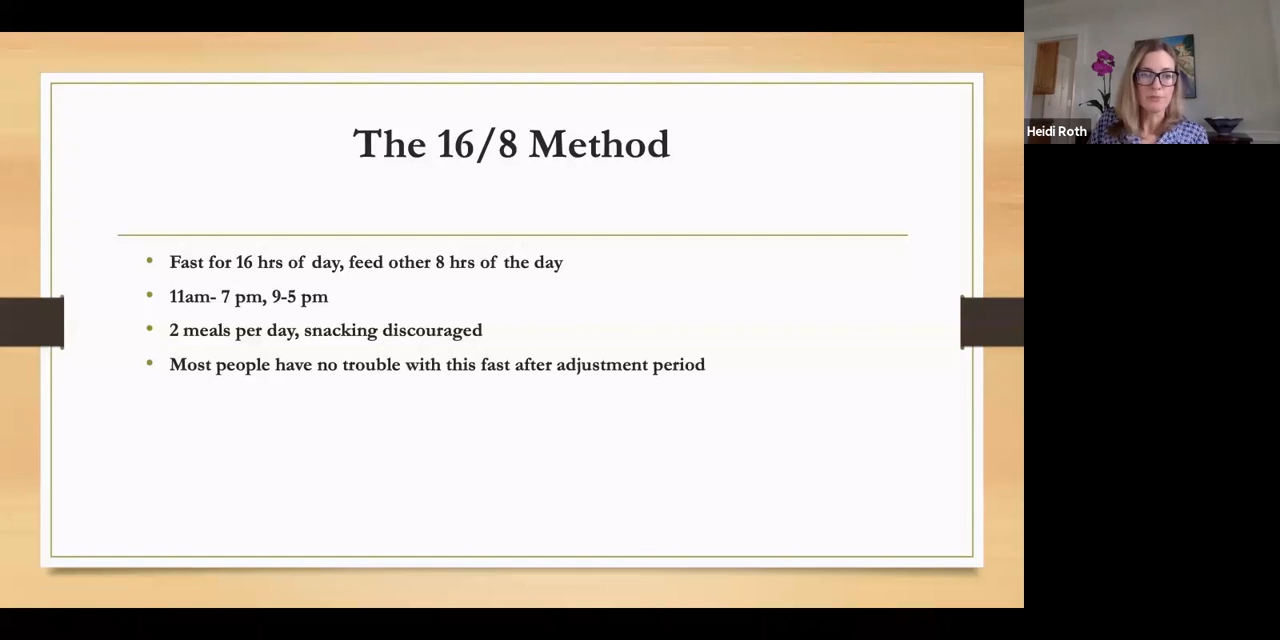 The 16/8 Method
Fast for 16 hrs of day, feed other 8 hrs of the day
11am- 7 pm, 9-5 pm
2 meals per day, snacking discouraged
Most people have no trouble with this fast after adjustment period
Heidi Roth